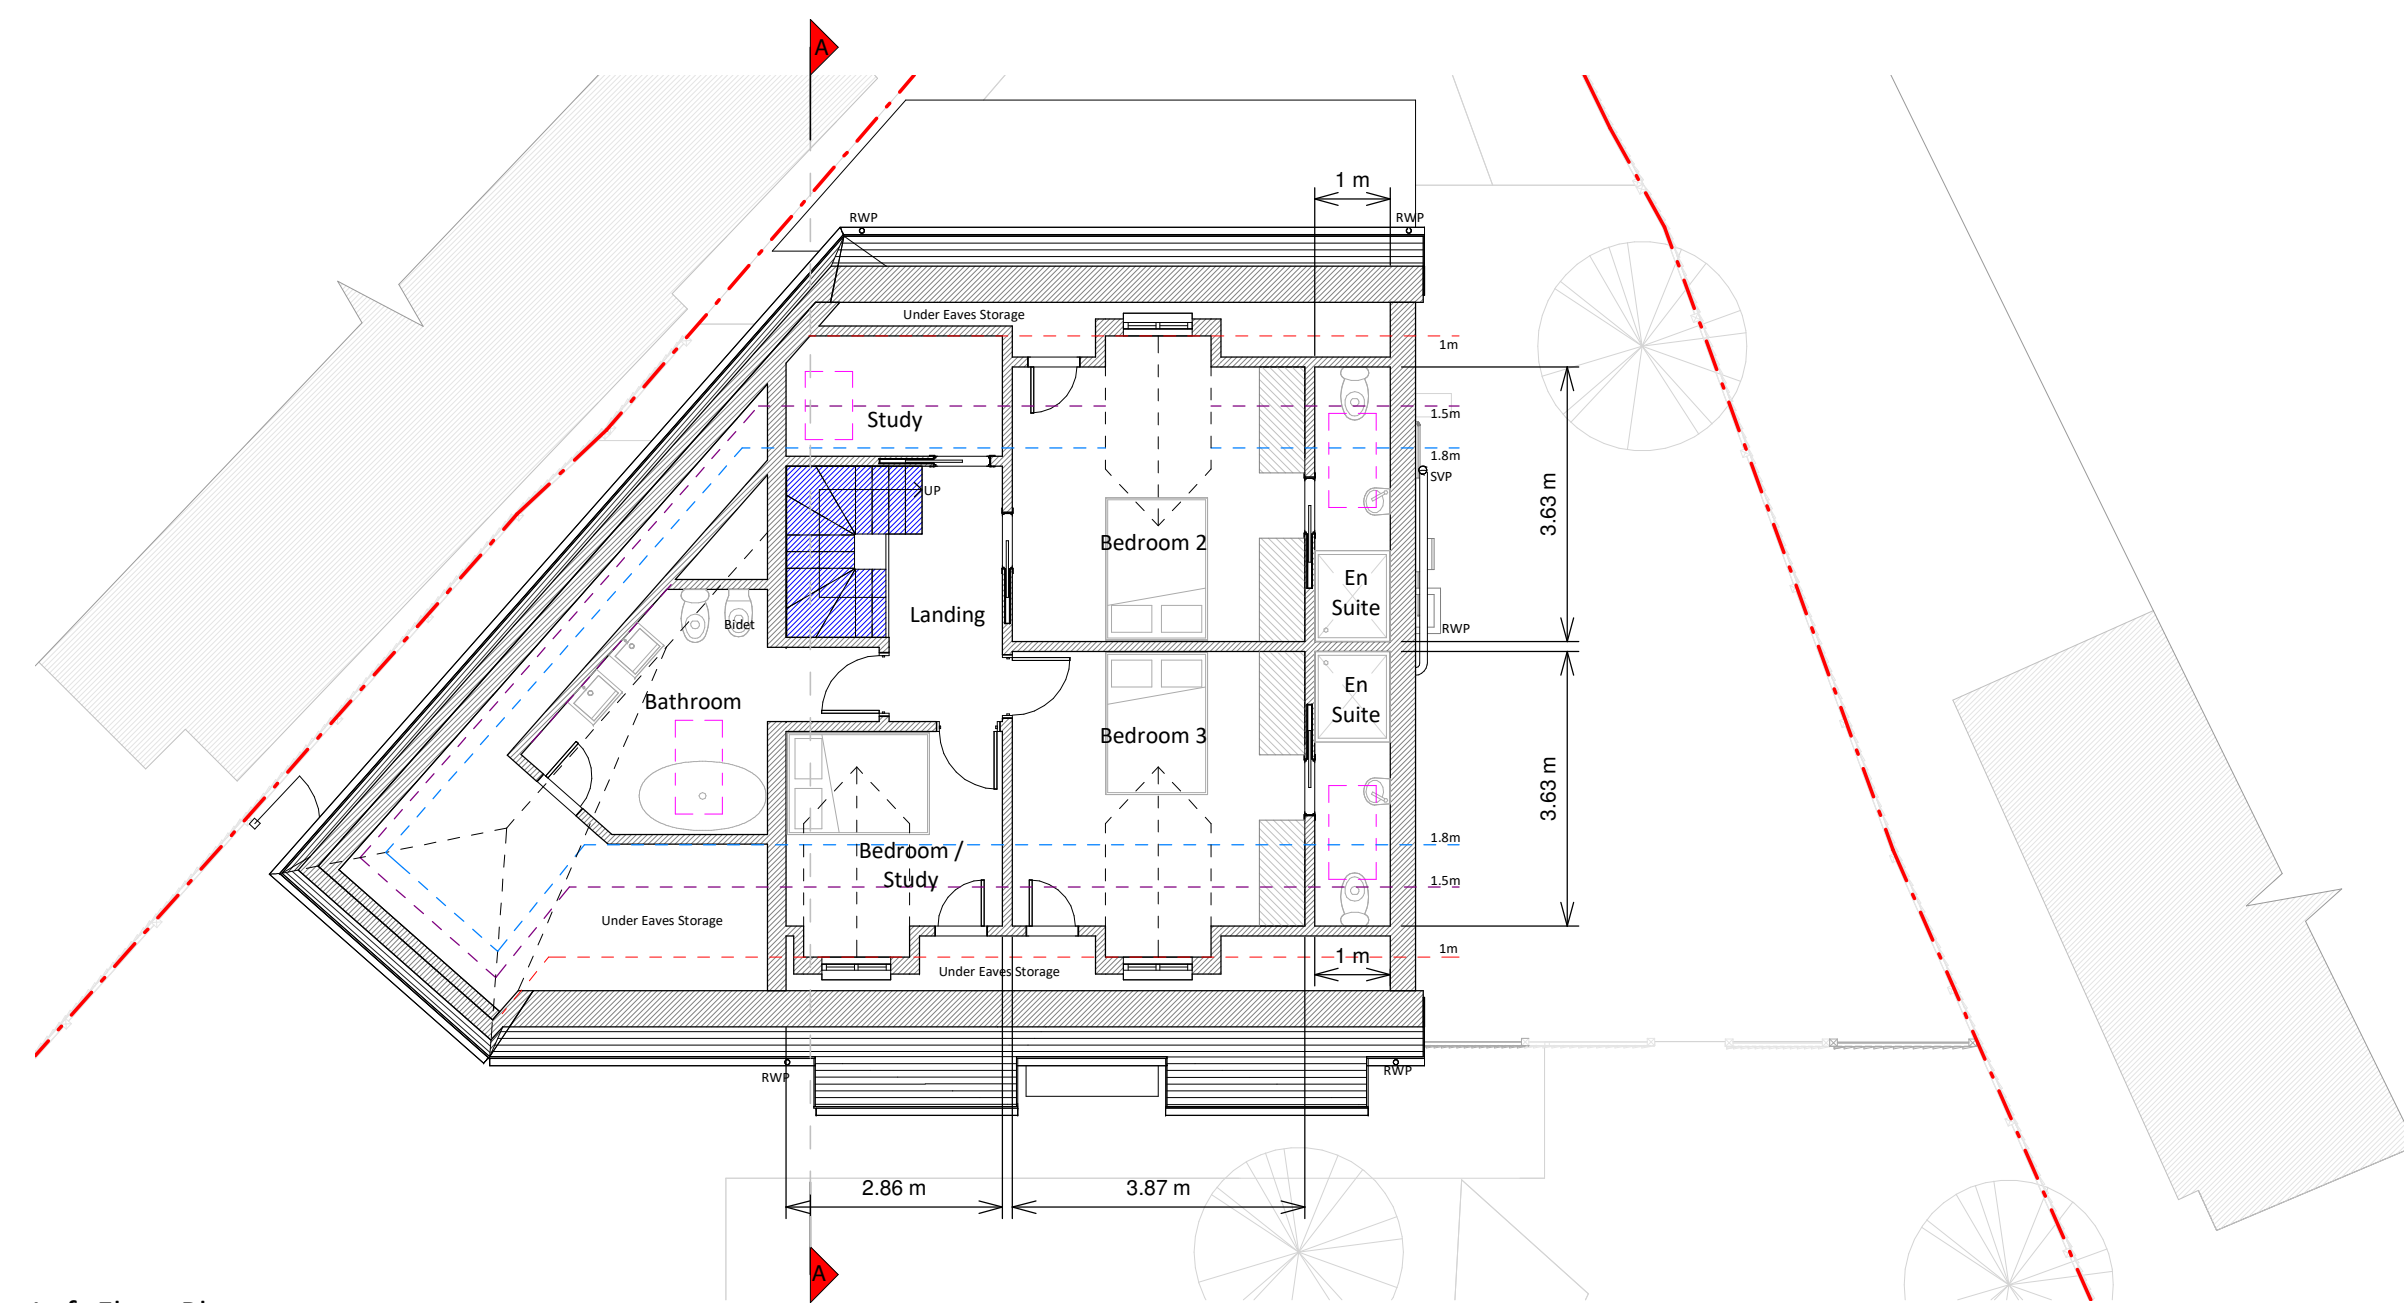 A
1 m
RWP
RWP
Under Eaves Storage
1m
Study
1.5m
1.8m
SVP
UP
3.63 m
Bedroom 2
En
Suite
Landing
Bidet
RWP
En
Suite
Bathroom
Bedroom 3
3.63 m
1.8m
Bedroom /
Study
1.5m
Under Eaves Storage
1m
1 m
Under Eaves Storage
RWP
RWP
2.86 m
3.87 m
A